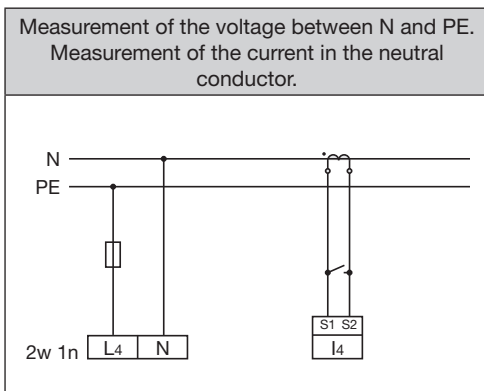 Measurement of the voltage between N and PE.
Measurement of the current in the neutral
conductor.
N
PE
S1 S2
2w 1n L4 N I4